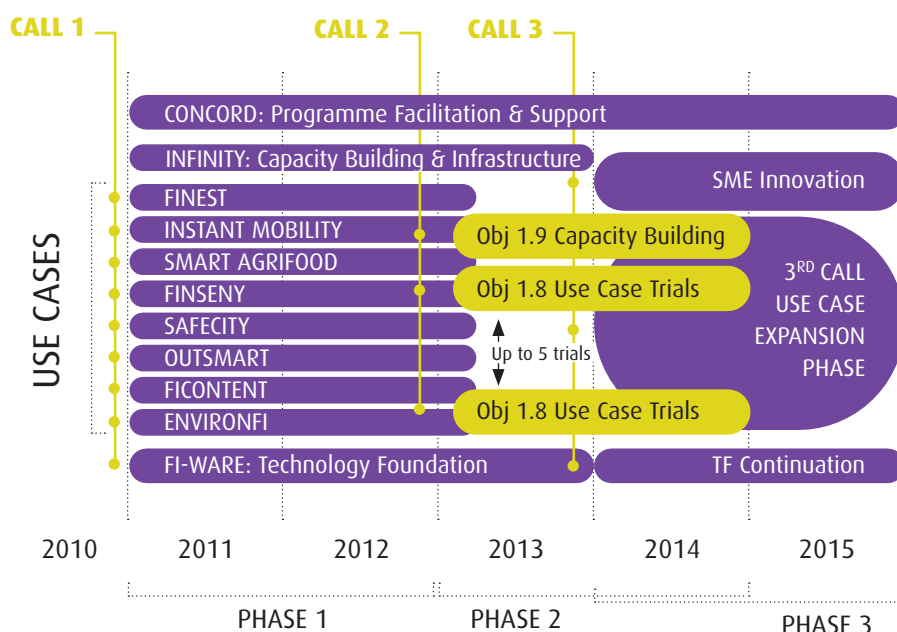 CALL 1
CALL 2
CALL 3
CONCORD: Programme Facilitation & Support
INFINITY: Capacity Building & Infrastructure
SME Innovation
USE CASES
FINEST
INSTANT MOBILITY
SMART AGRIFOOD
FINSENY
SAFECITY
OUTSMART
FICONTENT
ENVIRONFI
Obj 1.9 Capacity Building
Obj 1.8 Use Case Trials
Up to 5 trials
Obj 1.8 Use Case Trials
3RD CALL
USE CASE
EXPANSION
PHASE
FI-WARE: Technology Foundation
TF Continuation
2010
2011
2012
2013
2014
2015
PHASE 1
PHASE 2
PHASE 3